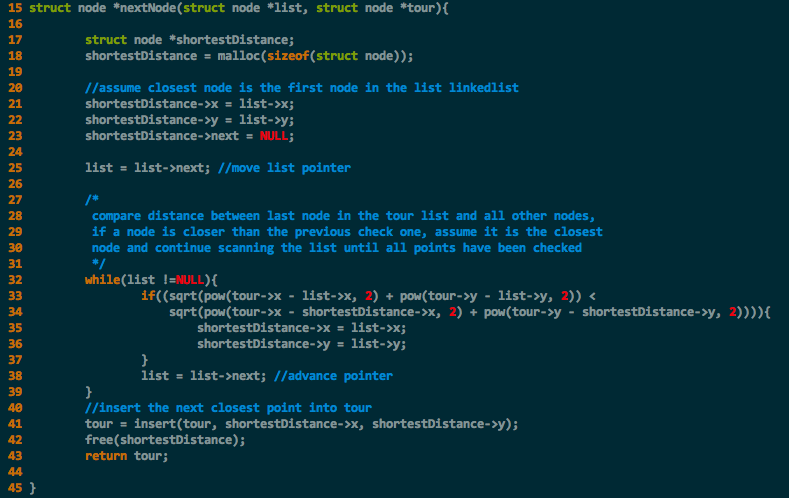 15 struct node *nextNode(struct node *list, struct node *tour){
16
17         struct node *shortestDistance;
18         shortestDistance = malloc(sizeof(struct node));
19
20         //assume closest node is the first node in the list linkedlist
21         shortestDistance->x = list->x;
22         shortestDistance->y = list->y;
23         shortestDistance->next = NULL;
24
25         list = list->next; //move list pointer
26
27         /*
28          compare distance between last node in the tour list and all other nodes,
29          if a node is closer than the previous check one, assume it is the closest
30          node and continue scanning the list until all points have been checked
31          */
32         while(list !=NULL){
33                 if((sqrt(pow(tour->x - list->x, 2) + pow(tour->y - list->y, 2)) <
34                     sqrt(pow(tour->x - shortestDistance->x, 2) + pow(tour->y - shortestDistance->y, 2)))){
35                         shortestDistance->x = list->x;
36                         shortestDistance->y = list->y;
37                 }
38                 list = list->next; //advance pointer
39         }
40         //insert the next closest point into tour
41         tour = insert(tour, shortestDistance->x, shortestDistance->y);
42         free(shortestDistance);
43         return tour;
44
45 }